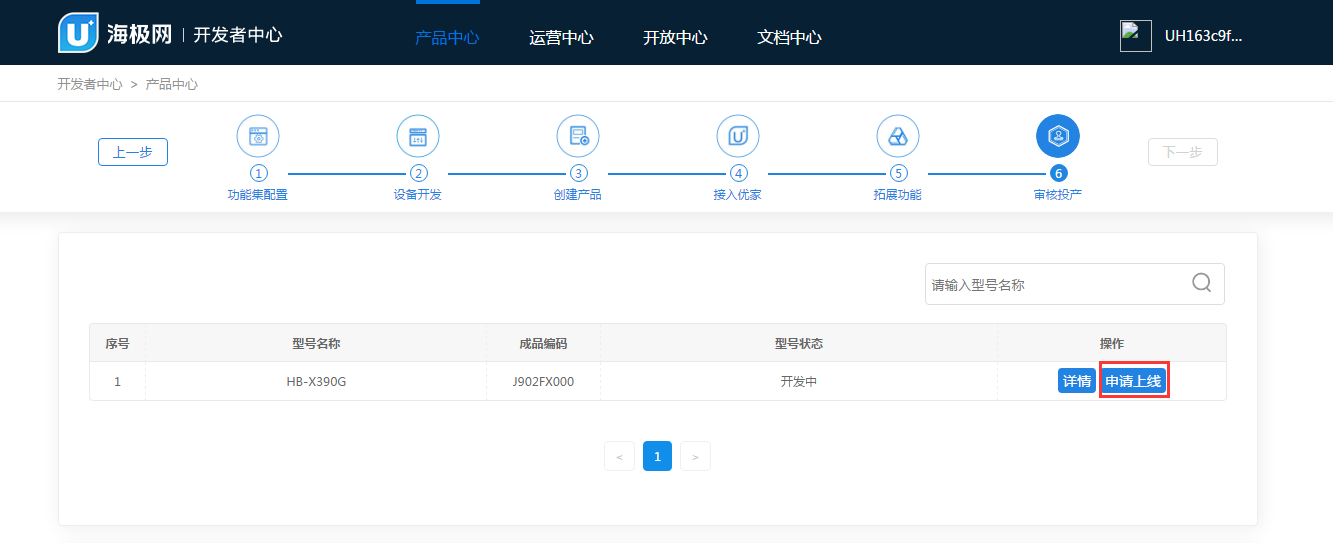 U+ 海极网 | 开发者中心 产品中心 运营中心 开放中心 文档中心 UH163c9f...
开发者中心 > 产品中心
上一步 下一步
1 2 3 4 5 6
功能集配置 设备开发 创建产品 接入优家 拓展功能 审核投产
请输入型号名称
序号 型号名称 成品编码 型号状态 操作
1 HB-X390G J902FX000 开发中 详情 申请上线
< 1 >